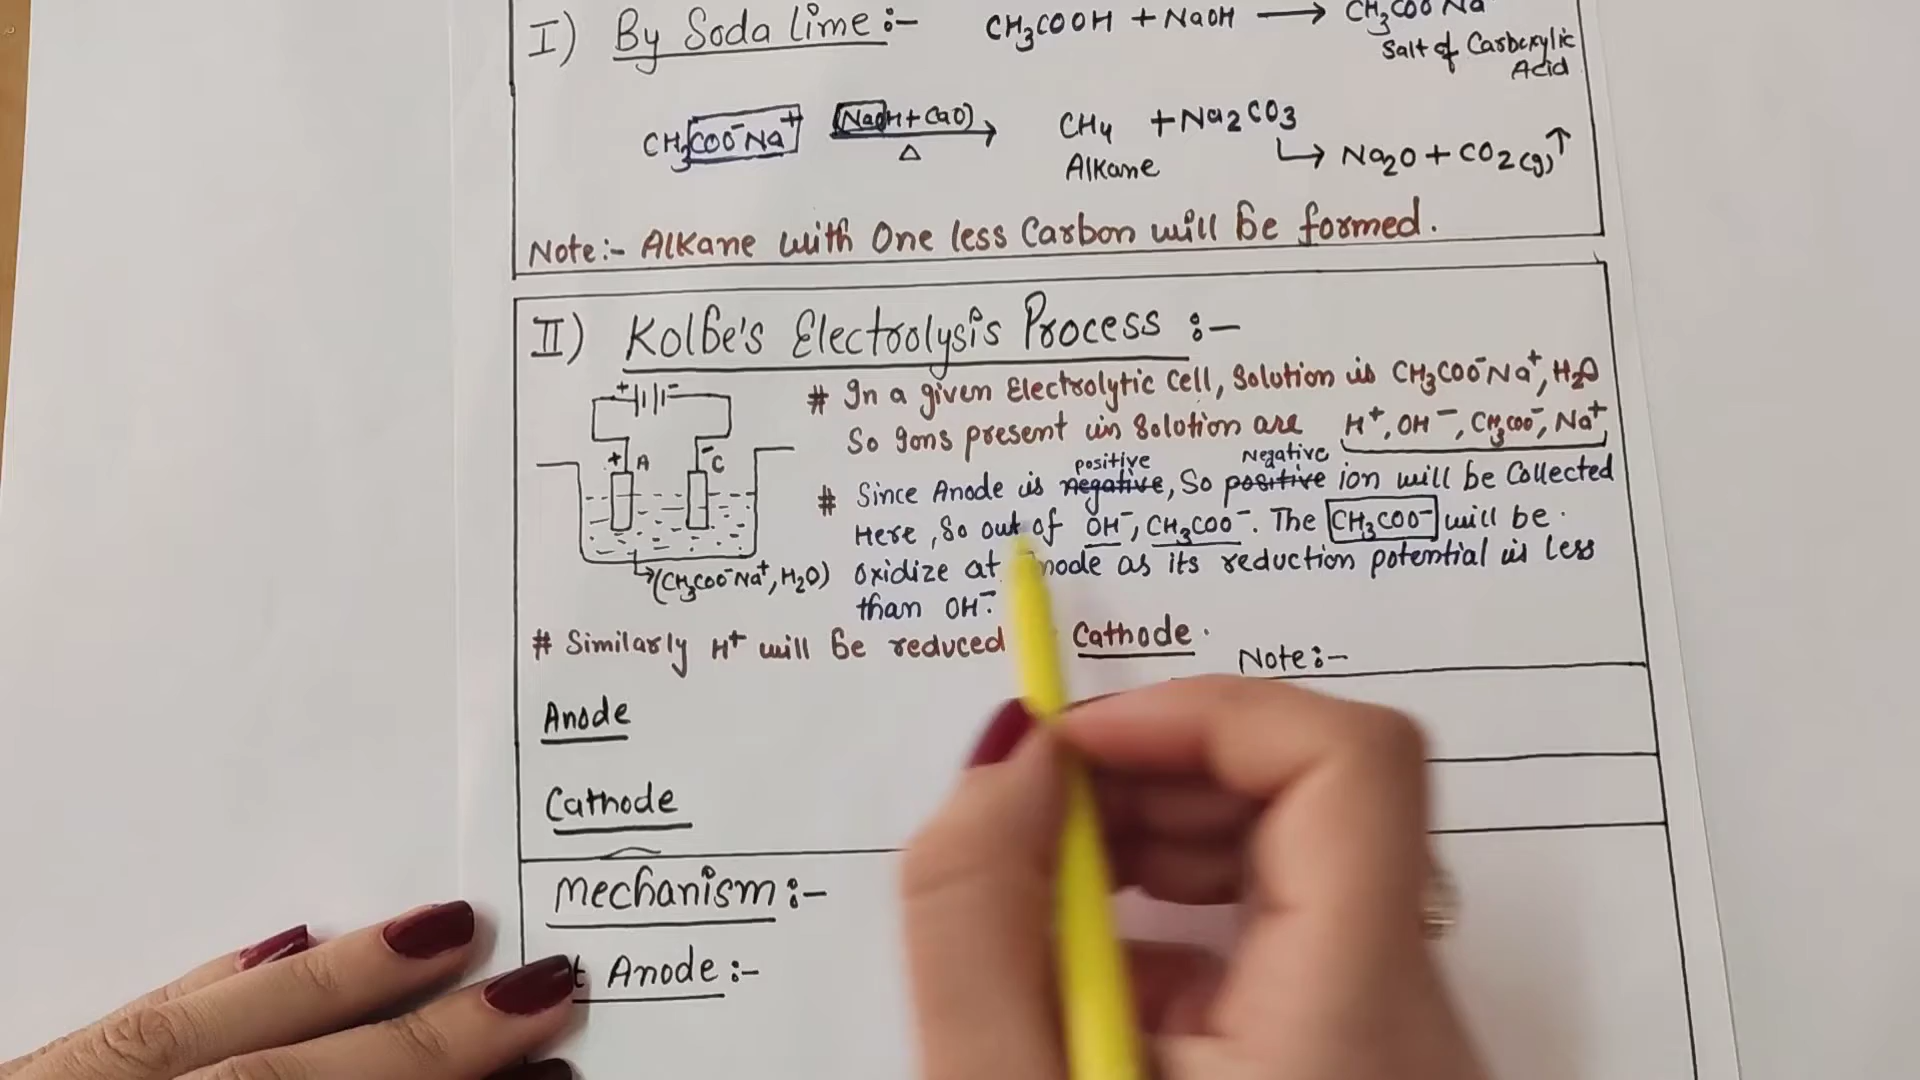 I) By Soda lime :- CH3COOH + NaOH ⟶ CH3COO Na
Salt of Carboxylic
Acid
CH3COO⁻Na⁺ (NaOH + CaO) CH4 + Na2CO3
Δ Alkane ↳ Na2O + CO2(g)↑
Note:- Alkane with One less Carbon will be formed.
II) Kolbe's Electrolysis Process :-
# In a given Electrolytic Cell, Solution is CH3COO⁻Na⁺, H2O
So Ions present in Solution are H⁺, OH⁻, CH3COO⁻, Na⁺
positive Negative
# Since Anode is negative, So positive ion will be Collected
Here, So out of OH⁻, CH3COO⁻. The CH3COO⁻ will be
oxidize at Anode as its reduction potential is less
than OH⁻.
+ -
+ A - C
(CH3COO⁻Na⁺, H2O)
# Similarly H⁺ will be reduced Cathode.
Note:-
Anode
Cathode
Mechanism :-
t Anode :-